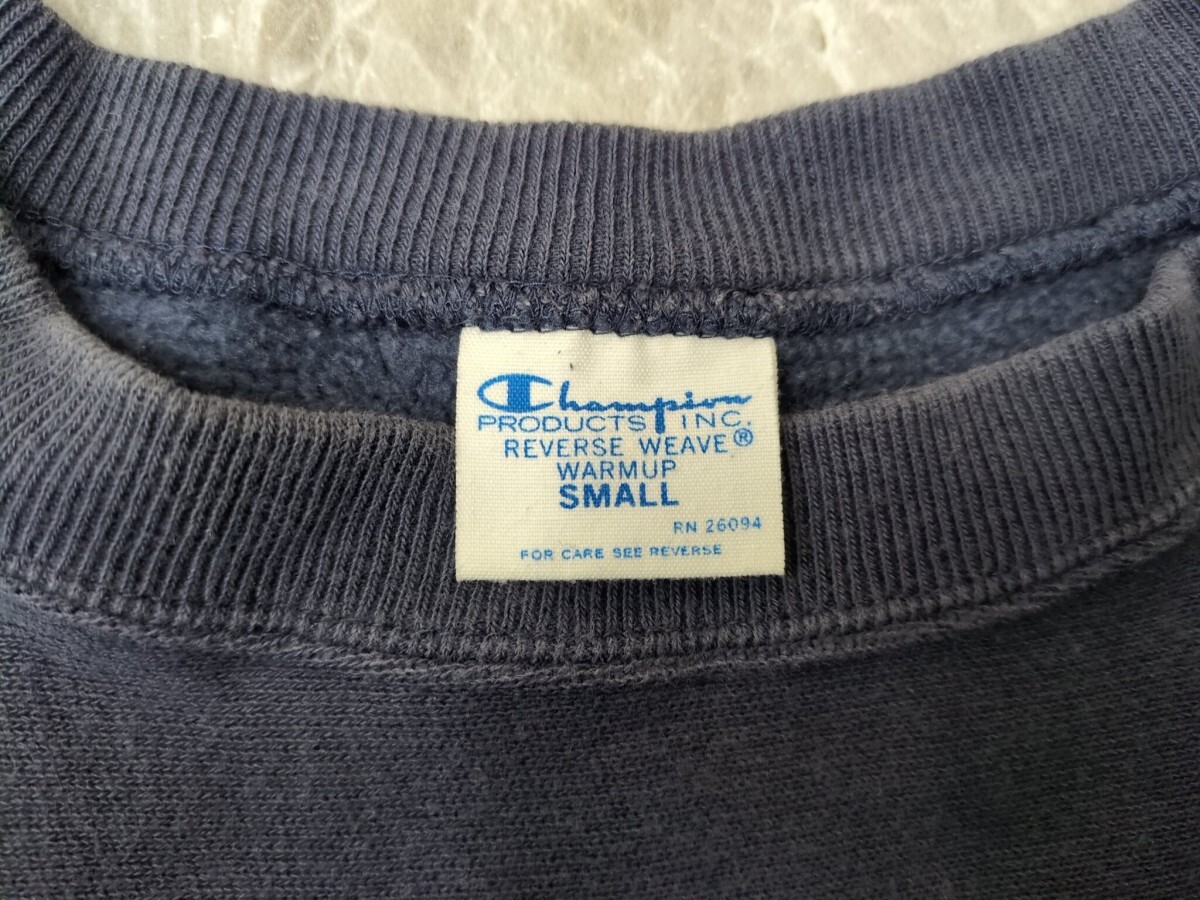 Champion
PRODUCTS INC.
REVERSE WEAVE®
WARMUP
SMALL
RN 26094
FOR CARE SEE REVERSE